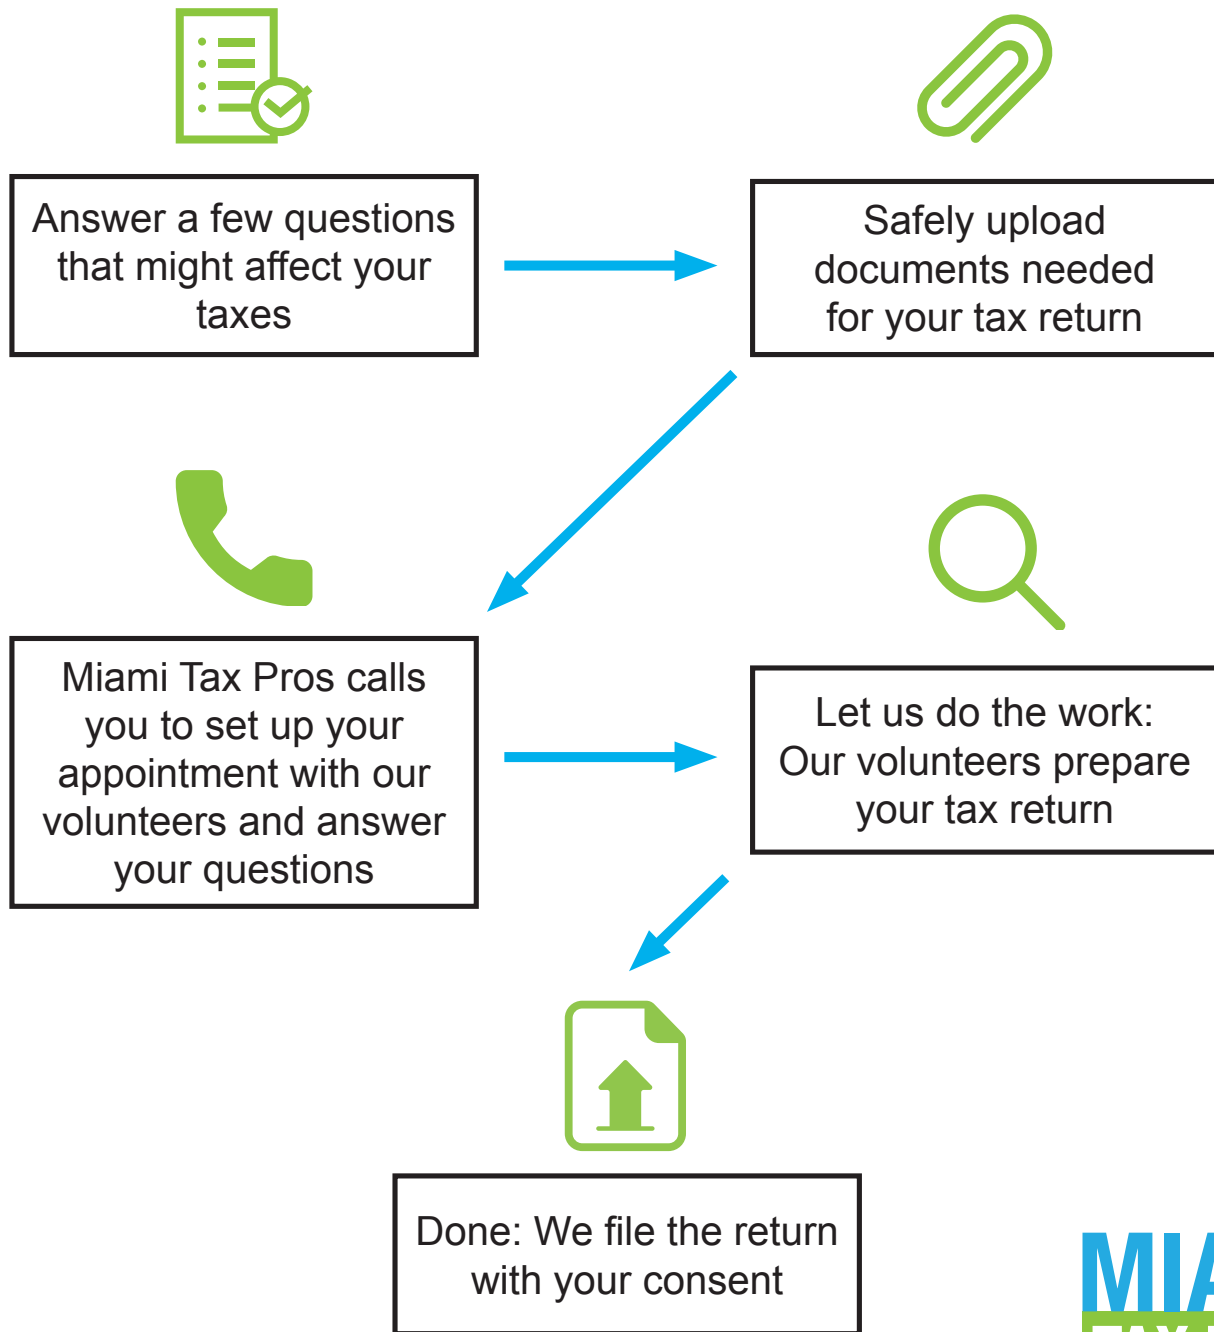 Answer a few questions
that might affect your
taxes
Safely upload
documents needed
for your tax return
Miami Tax Pros calls
you to set up your
appointment with our
volunteers and answer
your questions
Let us do the work:
Our volunteers prepare
your tax return
Done: We file the return
with your consent
MIA